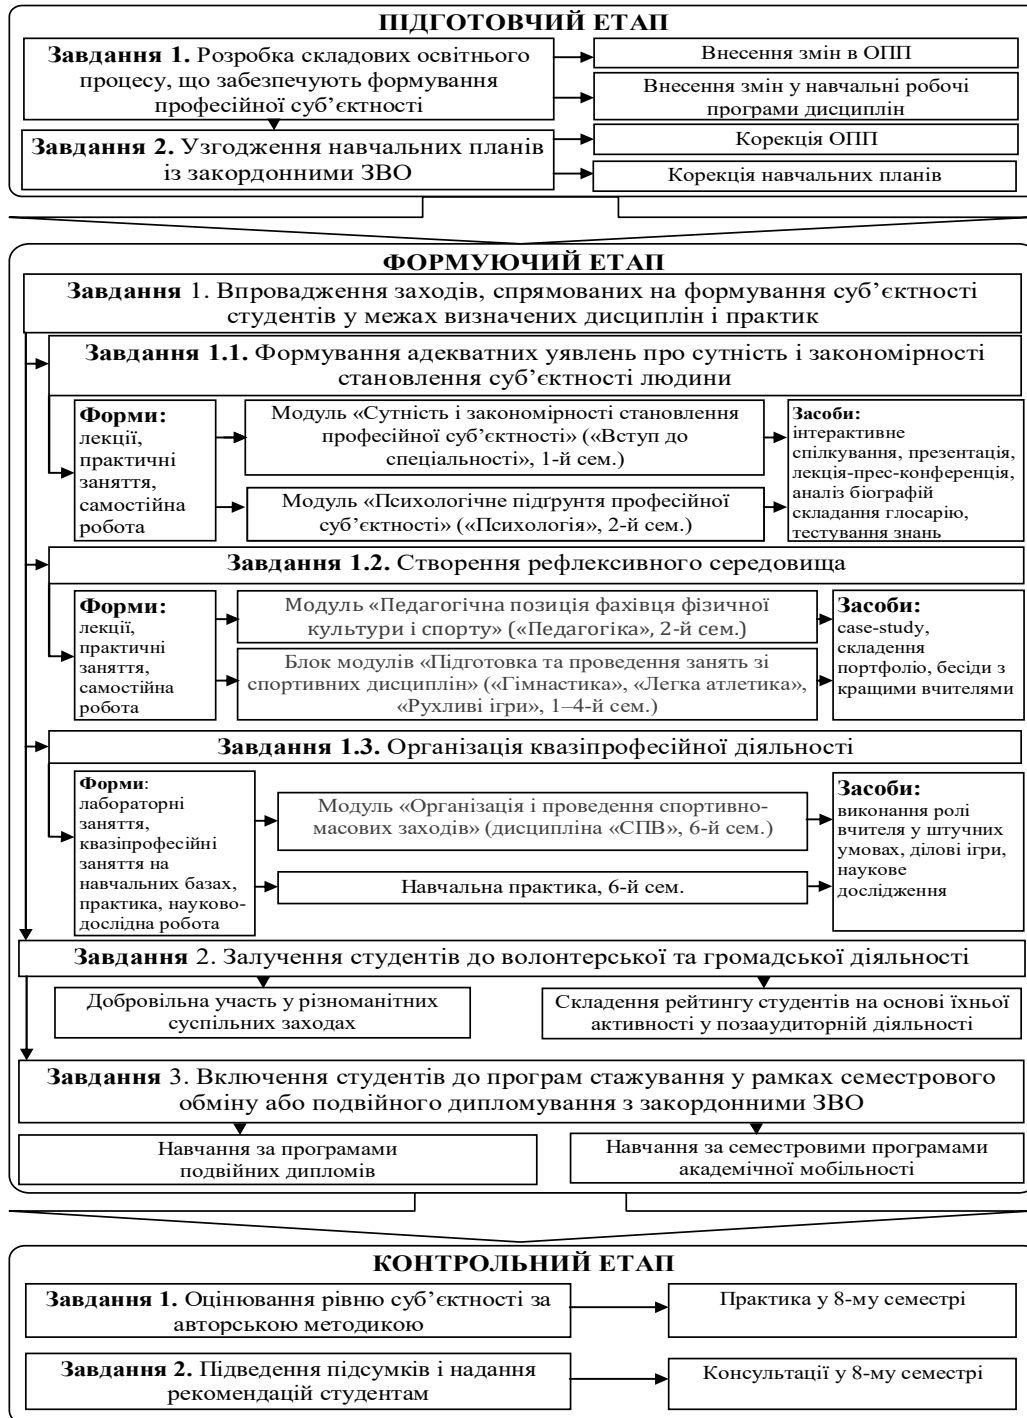 ПІДГОТОВЧИЙ ЕТАП
Завдання 1. Розробка складових освітнього
процесу, що забезпечують формування
професійної суб’єктності
Внесення змін в ОПП
Внесення змін у навчальні робочі
програми дисциплін
Завдання 2. Узгодження навчальних планів
із закордонними ЗВО
Корекція ОПП
Корекція навчальних планів
ФОРМУЮЧИЙ ЕТАП
Завдання 1. Впровадження заходів, спрямованих на формування суб’єктності
студентів у межах визначених дисциплін і практик
Завдання 1.1. Формування адекватних уявлень про сутність і закономірності
становлення суб’єктності людини
Форми:
лекції,
практичні
заняття,
самостійна
робота
Модуль «Сутність і закономірності становлення
професійної суб’єктності» («Вступ до
спеціальності», 1-й сем.)
Модуль «Психологічне підґрунтя професійної
суб’єктності» («Психологія», 2-й сем.)
Засоби:
інтерактивне
спілкування, презентація,
лекція-прес-конференція,
аналіз біографій
складання глосарію,
тестування знань
Завдання 1.2. Створення рефлексивного середовища
Форми:
лекції,
практичні
заняття,
самостійна
робота
Модуль «Педагогічна позиція фахівця фізичної
культури і спорту» («Педагогіка», 2-й сем.)
Блок модулів «Підготовка та проведення занять зі
спортивних дисциплін» («Гімнастика», «Легка атлетика»,
«Рухливі ігри», 1–4-й сем.)
Засоби:
case-study,
складення
портфоліо, бесіди з
кращими вчителями
Завдання 1.3. Організація квазіпрофесійної діяльності
Форми:
лабораторні
заняття,
квазіпрофесійні
заняття на
навчальних базах,
практика, науково-
дослідна робота
Модуль «Організація і проведення спортивно-
масових заходів» (дисципліна «СПВ», 6-й сем.)
Навчальна практика, 6-й сем.
Засоби:
виконання ролі
вчителя у штучних
умовах, ділові ігри,
наукове
дослідження
Завдання 2. Залучення студентів до волонтерської та громадської діяльності
Добровільна участь у різноманітних
суспільних заходах
Складення рейтингу студентів на основі їхньої
активності у позааудиторній діяльності
Завдання 3. Включення студентів до програм стажування у рамках семестрового
обміну або подвійного дипломування з закордонними ЗВО
Навчання за програмами
подвійних дипломів
Навчання за семестровими програмами
академічної мобільності
КОНТРОЛЬНИЙ ЕТАП
Завдання 1. Оцінювання рівню суб’єктності за
авторською методикою
Практика у 8-му семестрі
Завдання 2. Підведення підсумків і надання
рекомендацій студентам
Консультації у 8-му семестрі